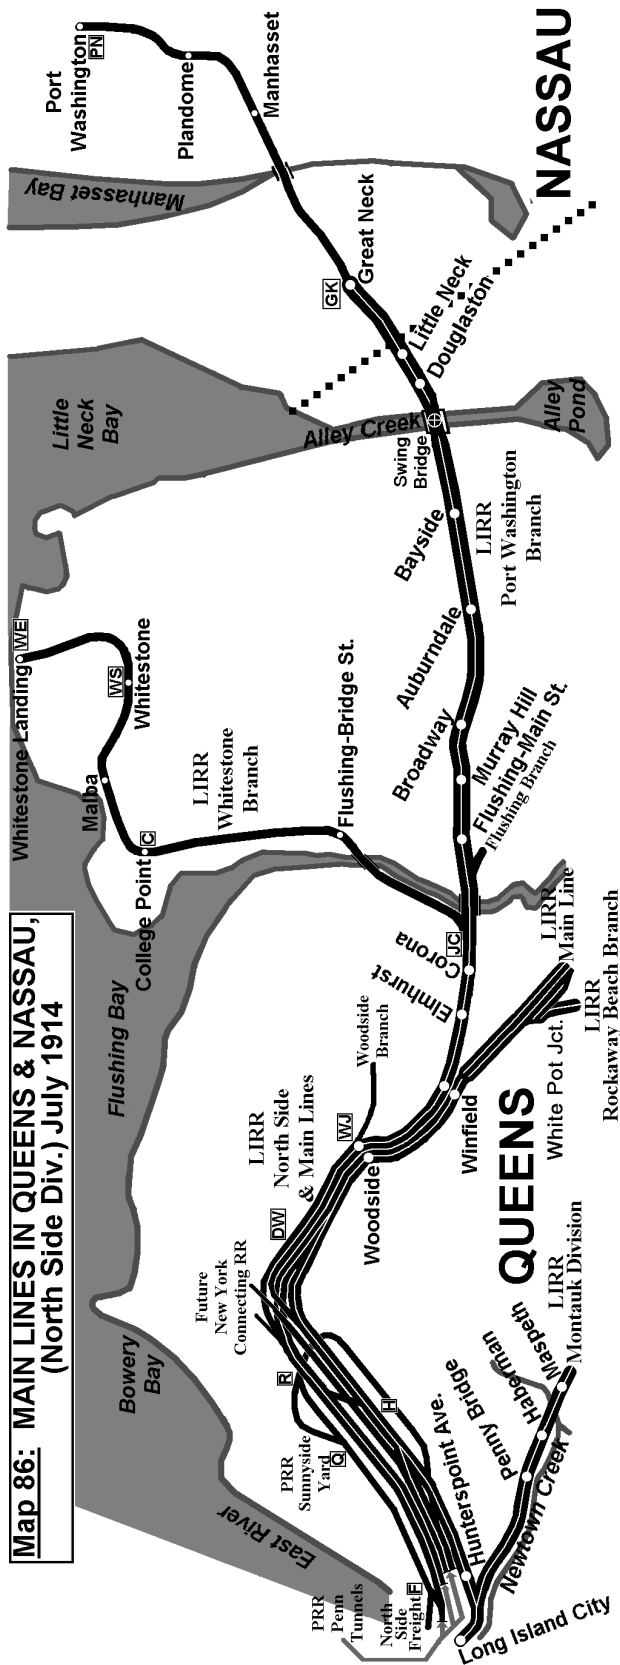 Map 86: MAIN LINES IN QUEENS & NASSAU,
(North Side Div.) July 1914
Port
Washington
PN
Plandome
Manhasset
Manhasset Bay
NASSAU
Great Neck
GK
Little Neck
Douglaston
Little
Neck
Bay
Alley Creek
Alley
Pond
Swing
Bridge
Bayside
LIRR
Port Washington
Branch
Auburndale
Broadway
Murray Hill
Flushing-Main St.
Flushing Branch
Whitestone Landing
WE
WS
Whitestone
Malba
College Point
C
LIRR
Whitestone
Branch
Flushing-Bridge St.
Flushing Bay
JC
Corona
Elmhurst
LIRR
Main Line
LIRR
Rockaway Beach Branch
White Pot Jct.
Winfield
Woodside
Branch
WJ
Woodside
LIRR
North Side
& Main Lines
DW
QUEENS
Future
New York
Connecting RR
Bowery
Bay
R
H
PRR
Sunnyside
Yard
Q
East River
PRR
Penn
Tunnels
North
Side
Freight
F
Hunterspoint Ave.
Penny Bridge
Haberman
Maspeth
LIRR
Montauk Division
Newtown Creek
Long Island City